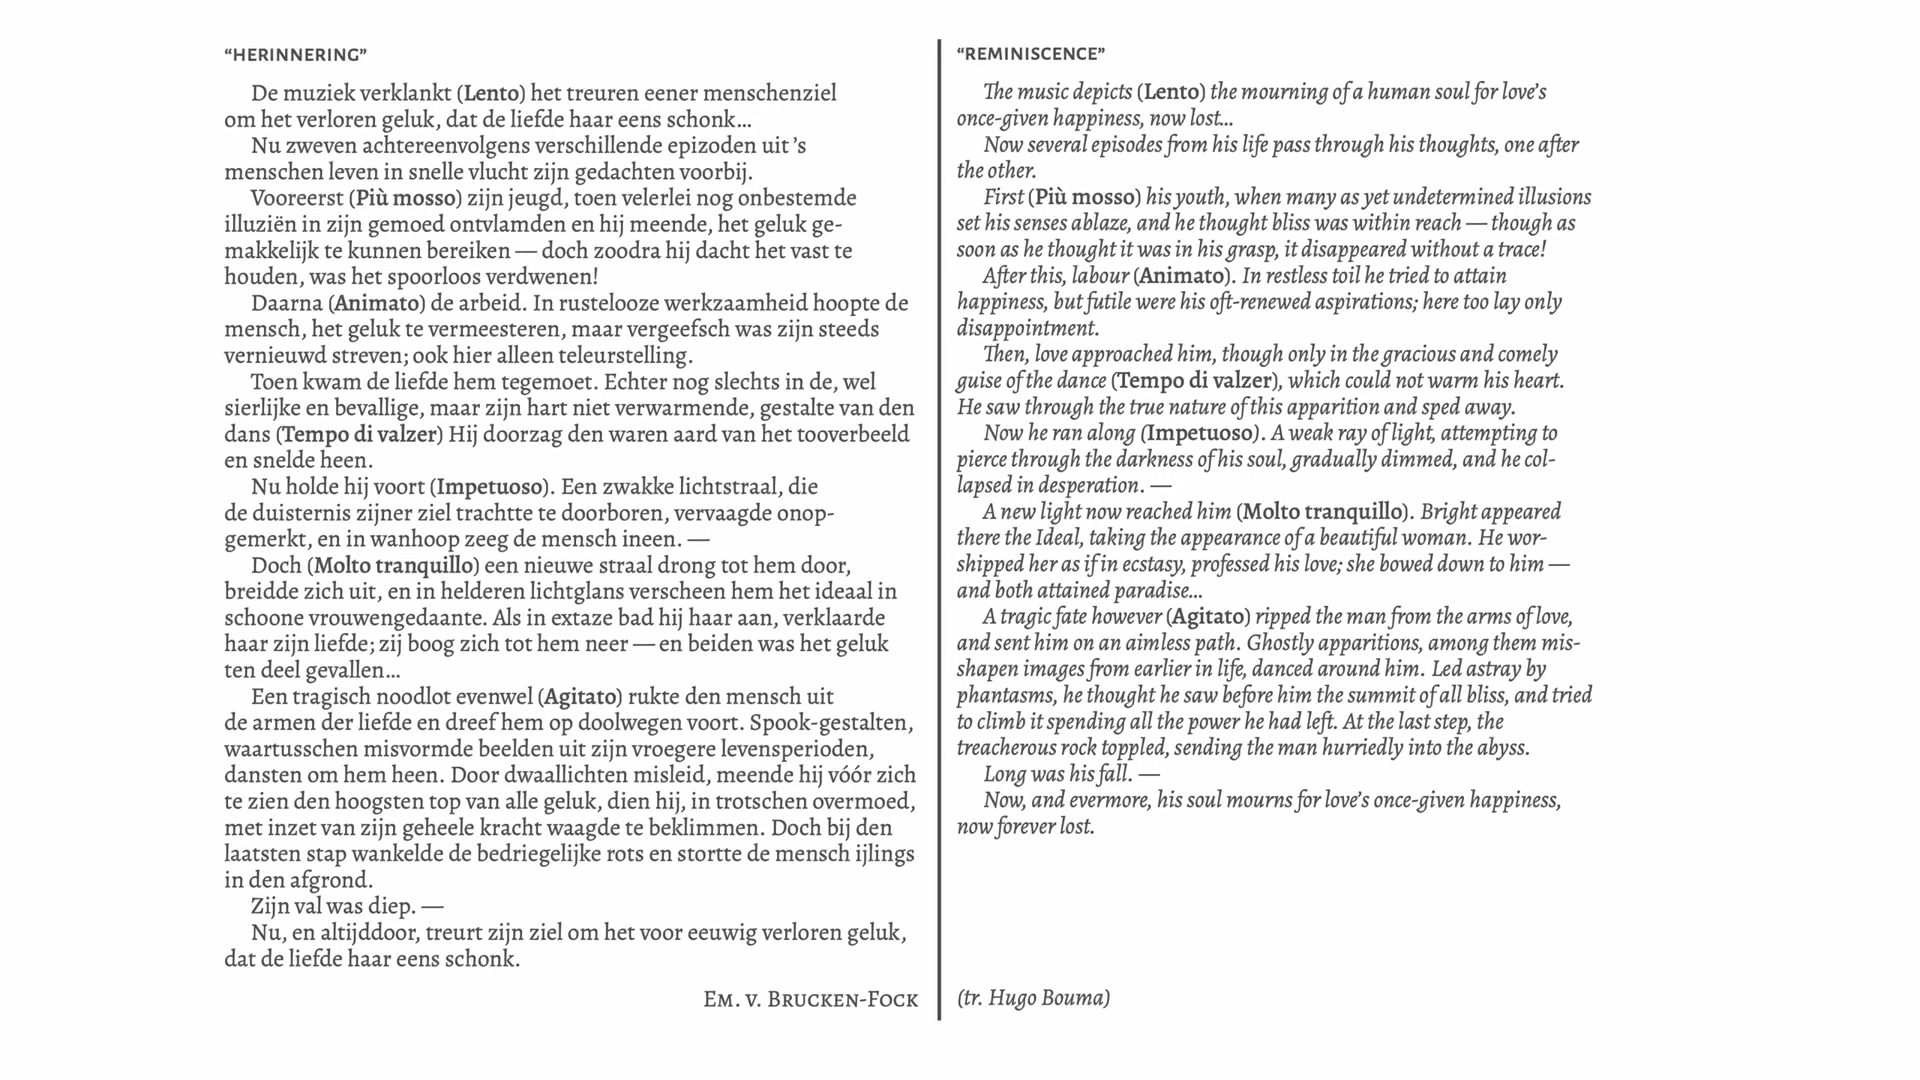 “HERINNERING”
De muziek verklankt (Lento) het treuren eener menschenziel
om het verloren geluk, dat de liefde haar eens schonk...
Nu zweven achtereenvolgens verschillende epizoden uit ’s
menschen leven in snelle vlucht zijn gedachten voorbij.
Vooreerst (Più mosso) zijn jeugd, toen velerlei nog onbestemde
illuziën in zijn gemoed ontvlamden en hij meende, het geluk ge-
makkelijk te kunnen bereiken — doch zoodra hij dacht het vast te
houden, was het spoorloos verdwenen!
Daarna (Animato) de arbeid. In rustelooze werkzaamheid hoopte de
mensch, het geluk te vermeesteren, maar vergeefsch was zijn steeds
vernieuwd streven; ook hier alleen teleurstelling.
Toen kwam de liefde hem tegemoet. Echter nog slechts in de, wel
sierlijke en bevallige, maar zijn hart niet verwarmende, gestalte van den
dans (Tempo di valzer) Hij doorzag den waren aard van het tooverbeeld
en snelde heen.
Nu holde hij voort (Impetuoso). Een zwakke lichtstraal, die
de duisternis zijner ziel trachtte te doorboren, vervaagde onop-
gemerkt, en in wanhoop zeeg de mensch ineen. —
Doch (Molto tranquillo) een nieuwe straal drong tot hem door,
breidde zich uit, en in helderen lichtglans verscheen hem het ideaal in
schoone vrouwengedaante. Als in extaze bad hij haar aan, verklaarde
haar zijn liefde; zij boog zich tot hem neer — en beiden was het geluk
ten deel gevallen...
Een tragisch noodlot evenwel (Agitato) rukte den mensch uit
de armen der liefde en dreef hem op doolwegen voort. Spook-gestalten,
waartusschen misvormde beelden uit zijn vroegere levensperioden,
dansten om hem heen. Door dwaallichten misleid, meende hij vóór zich
te zien den hoogsten top van alle geluk, dien hij, in trotschen overmoed,
met inzet van zijn geheele kracht waagde te beklimmen. Doch bij den
laatsten stap wankelde de bedriegelijke rots en stortte de mensch ijlings
in den afgrond.
Zijn val was diep. —
Nu, en altijddoor, treurt zijn ziel om het voor eeuwig verloren geluk,
dat de liefde haar eens schonk.
Em. v. Brucken-Fock
“REMINISCENCE”
The music depicts (Lento) the mourning of a human soul for love’s
once-given happiness, now lost...
Now several episodes from his life pass through his thoughts, one after
the other.
First (Più mosso) his youth, when many as yet undetermined illusions
set his senses ablaze, and he thought bliss was within reach — though as
soon as he thought it was in his grasp, it disappeared without a trace!
After this, labour (Animato). In restless toil he tried to attain
happiness, but futile were his oft-renewed aspirations; here too lay only
disappointment.
Then, love approached him, though only in the gracious and comely
guise of the dance (Tempo di valzer), which could not warm his heart.
He saw through the true nature of this apparition and sped away.
Now he ran along (Impetuoso). A weak ray of light, attempting to
pierce through the darkness of his soul, gradually dimmed, and he col-
lapsed in desperation. —
A new light now reached him (Molto tranquillo). Bright appeared
there the Ideal, taking the appearance of a beautiful woman. He wor-
shipped her as if in ecstasy, professed his love; she bowed down to him —
and both attained paradise...
A tragic fate however (Agitato) ripped the man from the arms of love,
and sent him on an aimless path. Ghostly apparitions, among them mis-
shapen images from earlier in life, danced around him. Led astray by
phantasms, he thought he saw before him the summit of all bliss, and tried
to climb it spending all the power he had left. At the last step, the
treacherous rock toppled, sending the man hurriedly into the abyss.
Long was his fall. —
Now, and evermore, his soul mourns for love’s once-given happiness,
now forever lost.
(tr. Hugo Bouma)